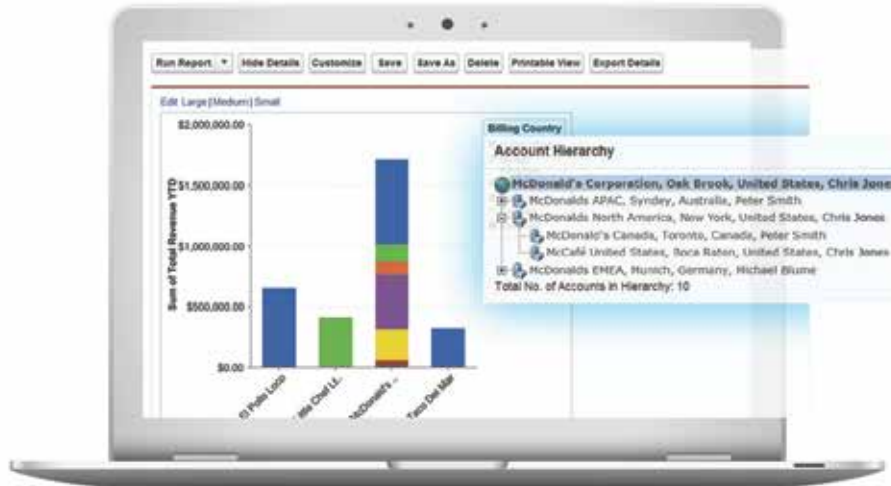 Run Report
Hide Details
Customize
Save
Save As
Delete
Printable View
Export Details
Edit Large|Medium|Small
$2,000,000.00
$1,500,000.00
$1,000,000.00
$500,000.00
$0.00
Sum of Total Revenue YTD
El Pollo Loco
Little Chef Lt..
McDonald's ..
Taco Del Mar
Billing Country
Account Hierarchy
McDonald's Corporation, Oak Brook, United States, Chris Jone
McDonalds APAC, Syndey, Australia, Peter Smith
McDonalds North America, New York, United States, Chris Jones
McDonald's Canada, Toronto, Canada, Peter Smith
McCafé United States, Boca Raton, United States, Chris Jones
McDonalds EMEA, Munich, Germany, Michael Blume
Total No. of Accounts in Hierarchy: 10